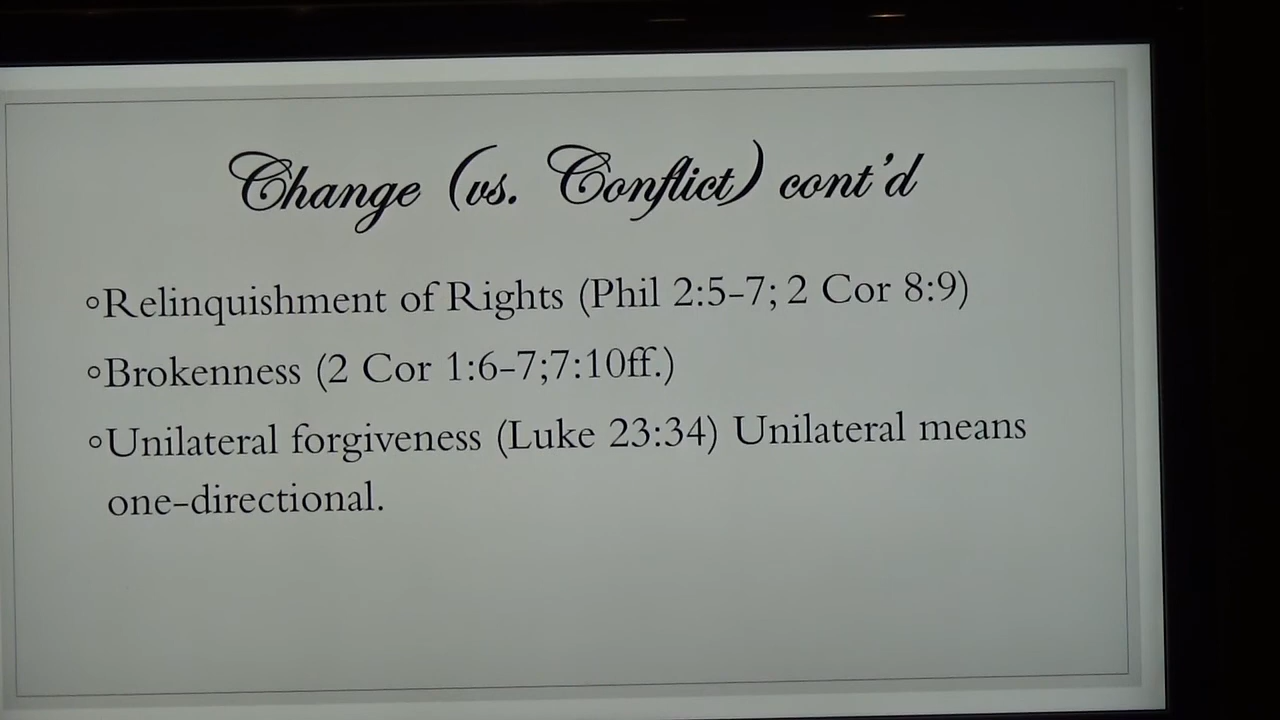 Change (vs. Conflict) cont'd
◦Relinquishment of Rights (Phil 2:5-7; 2 Cor 8:9)
◦Brokenness (2 Cor 1:6-7;7:10ff.)
◦Unilateral forgiveness (Luke 23:34) Unilateral means
one-directional.